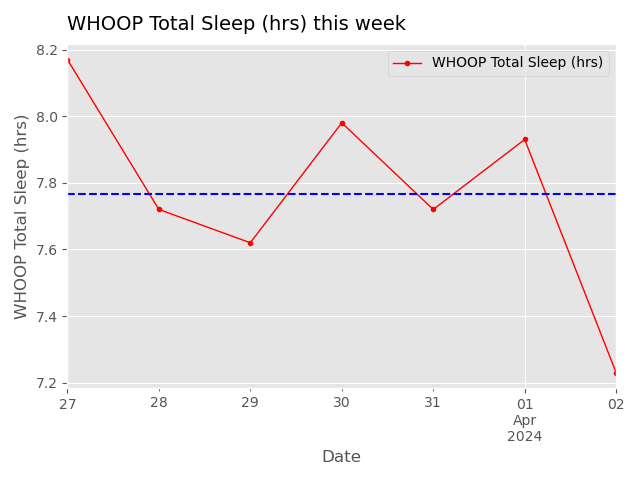 WHOOP Total Sleep (hrs) this week
WHOOP Total Sleep (hrs)
WHOOP Total Sleep (hrs)
8.2
8.0
7.8
7.6
7.4
7.2
27 28 29 30 31 01 02
Apr
2024
Date